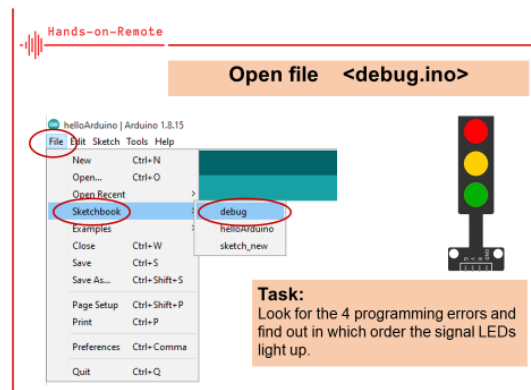 Hands-on-Remote
Open file <debug.ino>
helloArduino | Arduino 1.8.15
File Edit Sketch Tools Help
New Ctrl+N
Open... Ctrl+O
Open Recent >
Sketchbook >
debug
Examples >
helloArduino
Close Ctrl+W
sketch_new
Save Ctrl+S
Save As... Ctrl+Shift+S
Page Setup Ctrl+Shift+P
Print Ctrl+P
Preferences Ctrl+Comma
Quit Ctrl+Q
GND
Task:
Look for the 4 programming errors and
find out in which order the signal LEDs
light up.